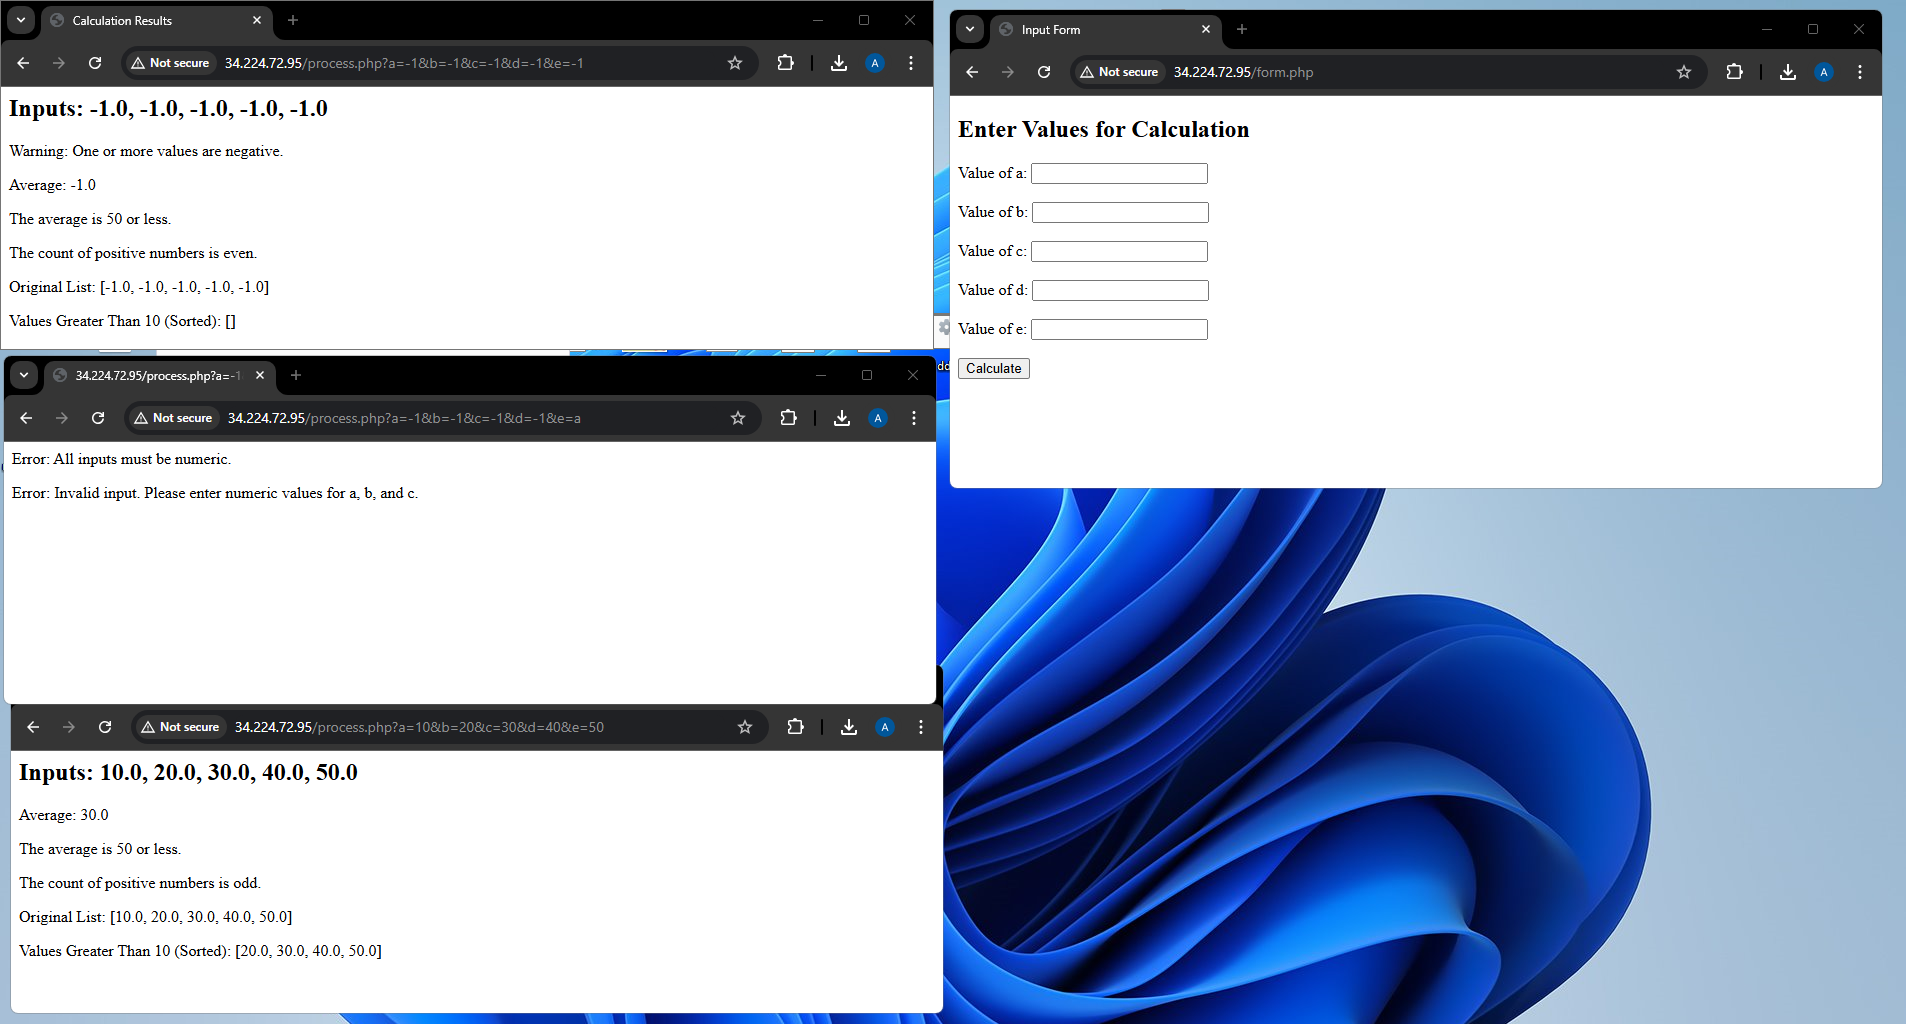 Calculation Results
Not secure 34.224.72.95/process.php?a=-1&b=-1&c=-1&d=-1&e=-1
A
Inputs: -1.0, -1.0, -1.0, -1.0, -1.0
Warning: One or more values are negative.
Average: -1.0
The average is 50 or less.
The count of positive numbers is even.
Original List: [-1.0, -1.0, -1.0, -1.0, -1.0]
Values Greater Than 10 (Sorted): []
34.224.72.95/process.php?a=-1
Not secure 34.224.72.95/process.php?a=-1&b=-1&c=-1&d=-1&e=a
A
Error: All inputs must be numeric.
Error: Invalid input. Please enter numeric values for a, b, and c.
Not secure 34.224.72.95/process.php?a=10&b=20&c=30&d=40&e=50
A
Inputs: 10.0, 20.0, 30.0, 40.0, 50.0
Average: 30.0
The average is 50 or less.
The count of positive numbers is odd.
Original List: [10.0, 20.0, 30.0, 40.0, 50.0]
Values Greater Than 10 (Sorted): [20.0, 30.0, 40.0, 50.0]
Input Form
Not secure 34.224.72.95/form.php
A
Enter Values for Calculation
Value of a:
Value of b:
Value of c:
Value of d:
Value of e:
Calculate